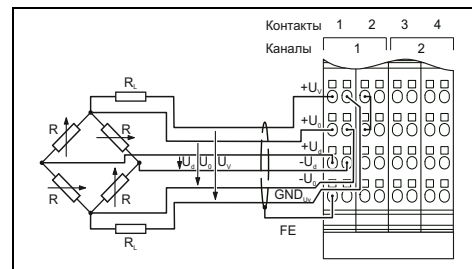 Контакты 1 2 3 4
Каналы 1 2
R_L
+U_V
+U_0
R R
+U_d
U_d U_0 U_V
-U_d
-U_0
R R
GND_Uv
FE
R_L